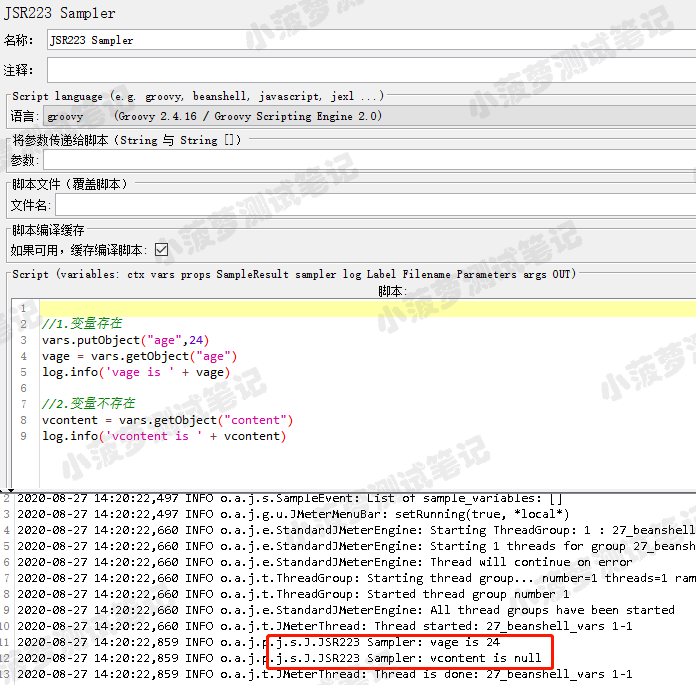 JSR223 Sampler
名称: JSR223 Sampler
注释:
Script language (e.g. groovy, beanshell, javascript, jexl ...)
语言: groovy (Groovy 2.4.16 / Groovy Scripting Engine 2.0)
将参数传递给脚本 (String 与 String [])
参数:
脚本文件 (覆盖脚本)
文件名:
脚本编译缓存
如果可用，缓存编译脚本:
Script (variables: ctx vars props SampleResult sampler log Label Filename Parameters args OUT)
脚本:
1
2 //1.变量存在
3 vars.putObject("age",24)
4 vage = vars.getObject("age")
5 log.info('vage is ' + vage)
6
7 //2.变量不存在
8 vcontent = vars.getObject("content")
9 log.info('vcontent is ' + vcontent)
2 2020-08-27 14:20:22,497 INFO o.a.j.s.SampleEvent: List of sample_variables: []
3 2020-08-27 14:20:22,497 INFO o.a.j.g.u.JMeterMenuBar: setRunning(true, *local*)
4 2020-08-27 14:20:22,660 INFO o.a.j.e.StandardJMeterEngine: Starting ThreadGroup: 1 : 27_beanshell
5 2020-08-27 14:20:22,660 INFO o.a.j.e.StandardJMeterEngine: Starting 1 threads for group 27_beansh
6 2020-08-27 14:20:22,660 INFO o.a.j.e.StandardJMeterEngine: Thread will continue on error
7 2020-08-27 14:20:22,660 INFO o.a.j.t.ThreadGroup: Starting thread group... number=1 threads=1 ram
8 2020-08-27 14:20:22,660 INFO o.a.j.t.ThreadGroup: Started thread group number 1
9 2020-08-27 14:20:22,660 INFO o.a.j.e.StandardJMeterEngine: All thread groups have been started
10 2020-08-27 14:20:22,660 INFO o.a.j.t.JMeterThread: Thread started: 27_beanshell_vars 1-1
11 2020-08-27 14:20:22,859 INFO o.a.j.p.j.s.J.JSR223 Sampler: vage is 24
12 2020-08-27 14:20:22,859 INFO o.a.j.p.j.s.J.JSR223 Sampler: vcontent is null
13 2020-08-27 14:20:22,859 INFO o.a.j.t.JMeterThread: Thread is done: 27_beanshell_vars 1-1
小菠萝测试笔记